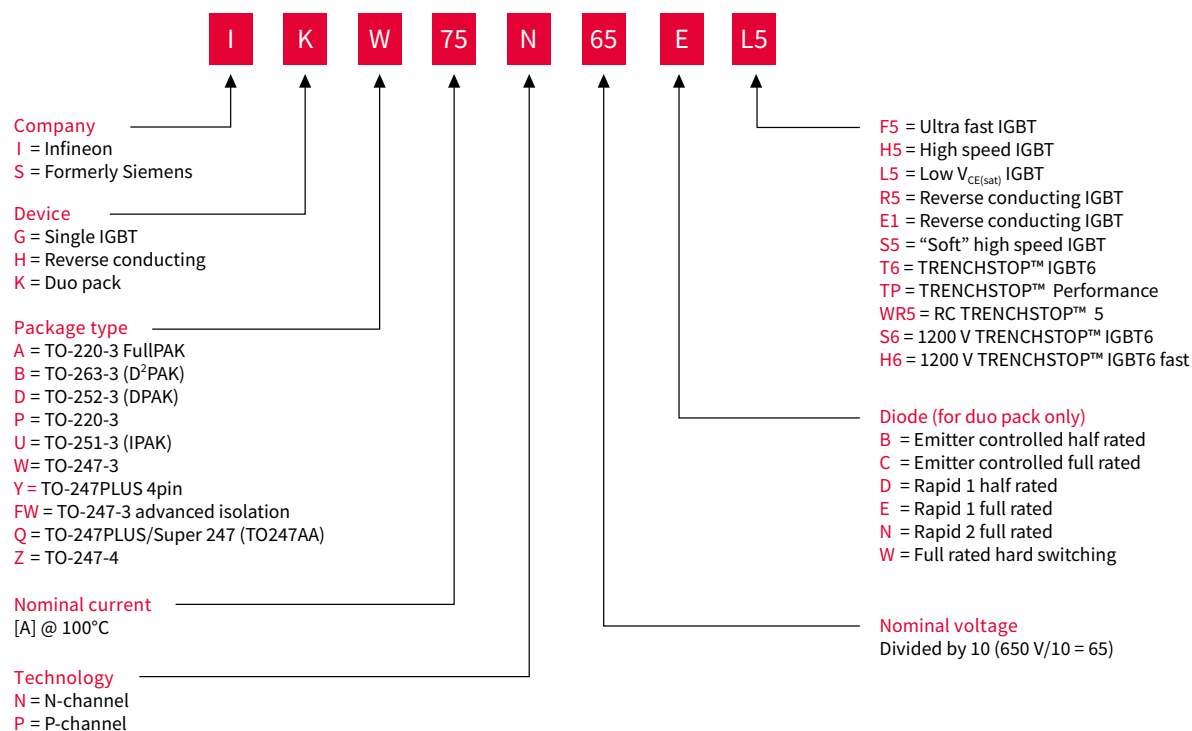 I K W 75 N 65 E L5
Company
I = Infineon
S = Formerly Siemens
Device
G = Single IGBT
H = Reverse conducting
K = Duo pack
Package type
A = TO-220-3 FullPAK
B = TO-263-3 (D²PAK)
D = TO-252-3 (DPAK)
P = TO-220-3
U = TO-251-3 (IPAK)
W= TO-247-3
Y = TO-247PLUS 4pin
FW = TO-247-3 advanced isolation
Q = TO-247PLUS/Super 247 (TO247AA)
Z = TO-247-4
Nominal current
[A] @ 100°C
Technology
N = N-channel
P = P-channel
F5 = Ultra fast IGBT
H5 = High speed IGBT
L5 = Low VCE(sat) IGBT
R5 = Reverse conducting IGBT
E1 = Reverse conducting IGBT
S5 = “Soft” high speed IGBT
T6 = TRENCHSTOP™ IGBT6
TP = TRENCHSTOP™ Performance
WR5 = RC TRENCHSTOP™ 5
S6 = 1200 V TRENCHSTOP™ IGBT6
H6 = 1200 V TRENCHSTOP™ IGBT6 fast
Diode (for duo pack only)
B = Emitter controlled half rated
C = Emitter controlled full rated
D = Rapid 1 half rated
E = Rapid 1 full rated
N = Rapid 2 full rated
W = Full rated hard switching
Nominal voltage
Divided by 10 (650 V/10 = 65)